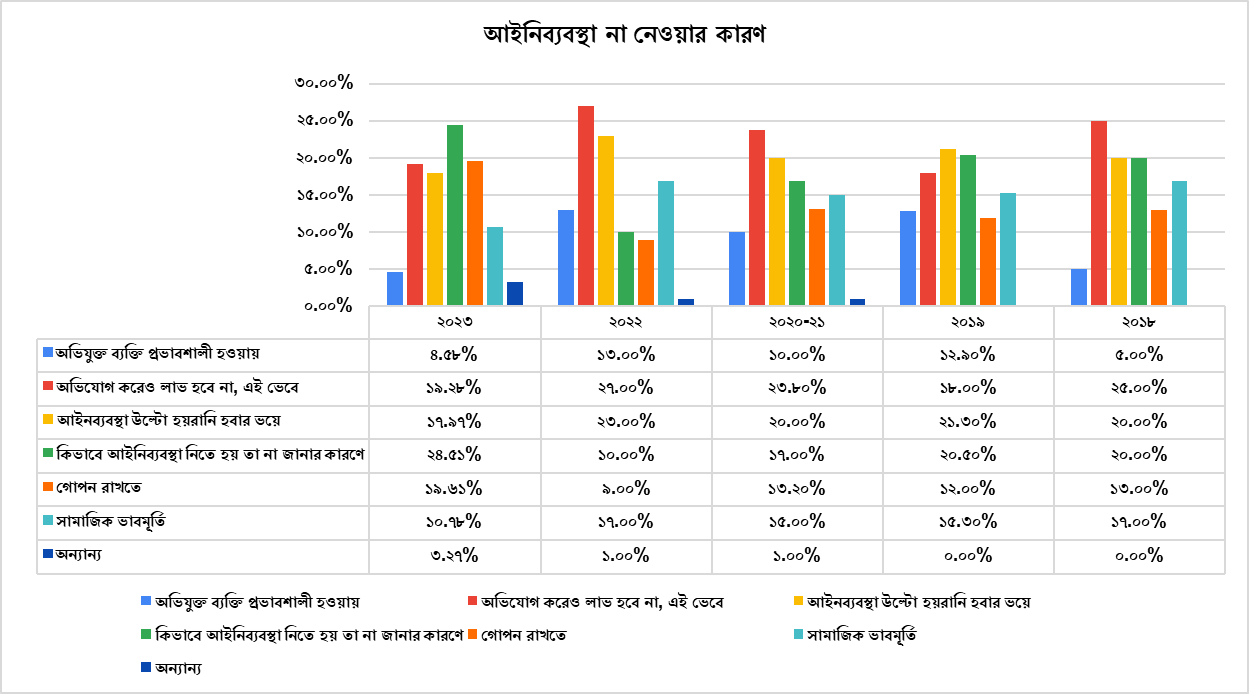 আইনিব্যবস্থা না নেওয়ার কারণ
৩০.০০%
২৫.০০%
২০.০০%
১৫.০০%
১০.০০%
৫.০০%
০.০০%
২০২৩ ২০২২ ২০২০-২১ ২০১৯ ২০১৮
অভিযুক্ত ব্যক্তি প্রভাবশালী হওয়ায় ৪.৫৮% ১৩.০০% ১০.০০% ১২.৯০% ৫.০০%
অভিযোগ করেও লাভ হবে না, এই ভেবে ১৯.২৮% ২৭.০০% ২৩.৮০% ১৮.০০% ২৫.০০%
আইনব্যবস্থা উল্টো হয়রানি হবার ভয়ে ১৭.৯৭% ২৩.০০% ২০.০০% ২১.৩০% ২০.০০%
কিভাবে আইনিব্যবস্থা নিতে হয় তা না জানার কারণে ২৪.৫১% ১০.০০% ১৭.০০% ২০.৫০% ২০.০০%
গোপন রাখতে ১৯.৬১% ৯.০০% ১৩.২০% ১২.০০% ১৩.০০%
সামাজিক ভাবমূর্তি ১০.৭৮% ১৭.০০% ১৫.০০% ১৫.৩০% ১৭.০০%
অন্যান্য ৩.২৭% ১.০০% ১.০০% ০.০০% ০.০০%
অভিযুক্ত ব্যক্তি প্রভাবশালী হওয়ায় অভিযোগ করেও লাভ হবে না, এই ভেবে আইনব্যবস্থা উল্টো হয়রানি হবার ভয়ে
কিভাবে আইনিব্যবস্থা নিতে হয় তা না জানার কারণে গোপন রাখতে সামাজিক ভাবমূর্তি
অন্যান্য